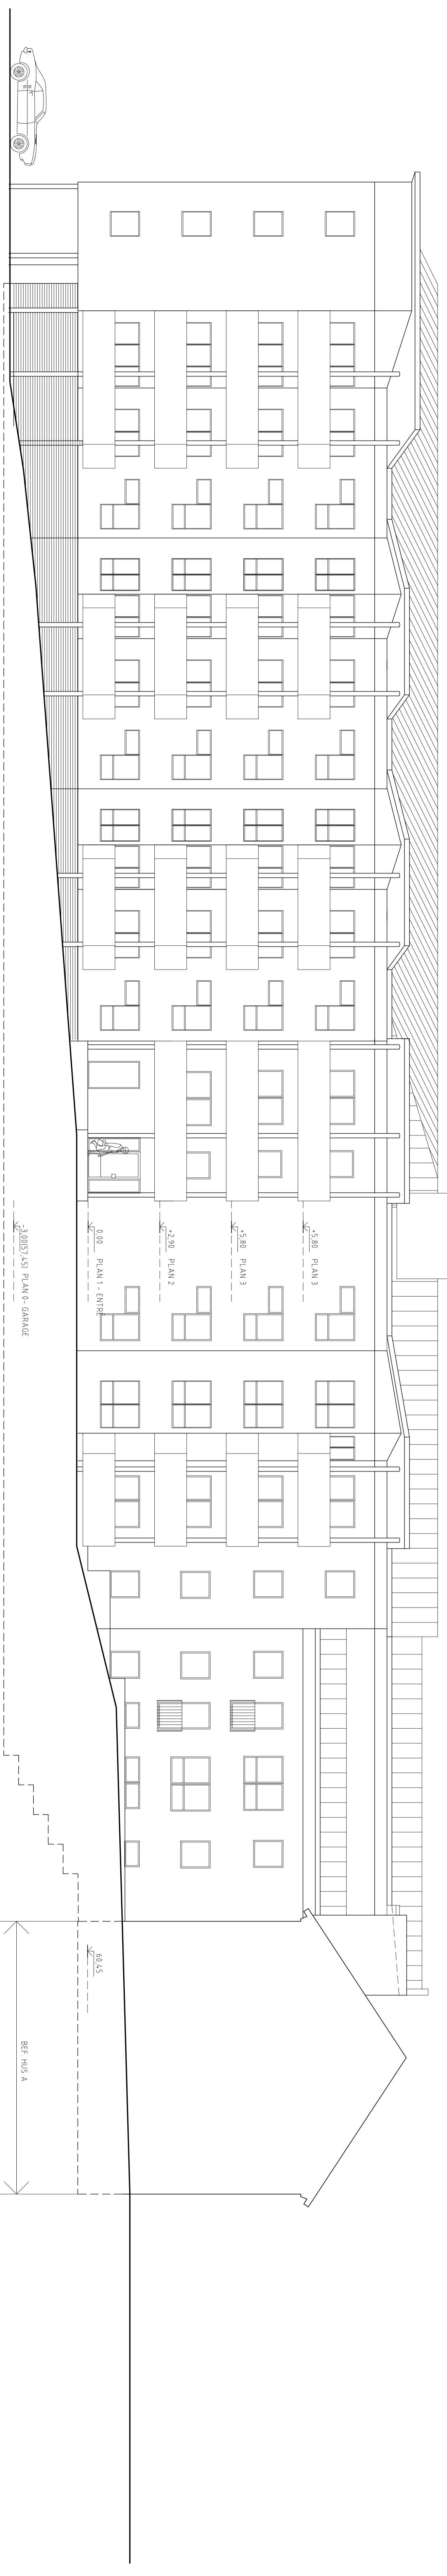 +5,80 PLAN 3
+5,80 PLAN 3
+2,90 PLAN 2
0,00 PLAN 1 - ENTRÉ
-3,00(57,45) PLAN 0 - GARAGE
60,45
BEF HUS A